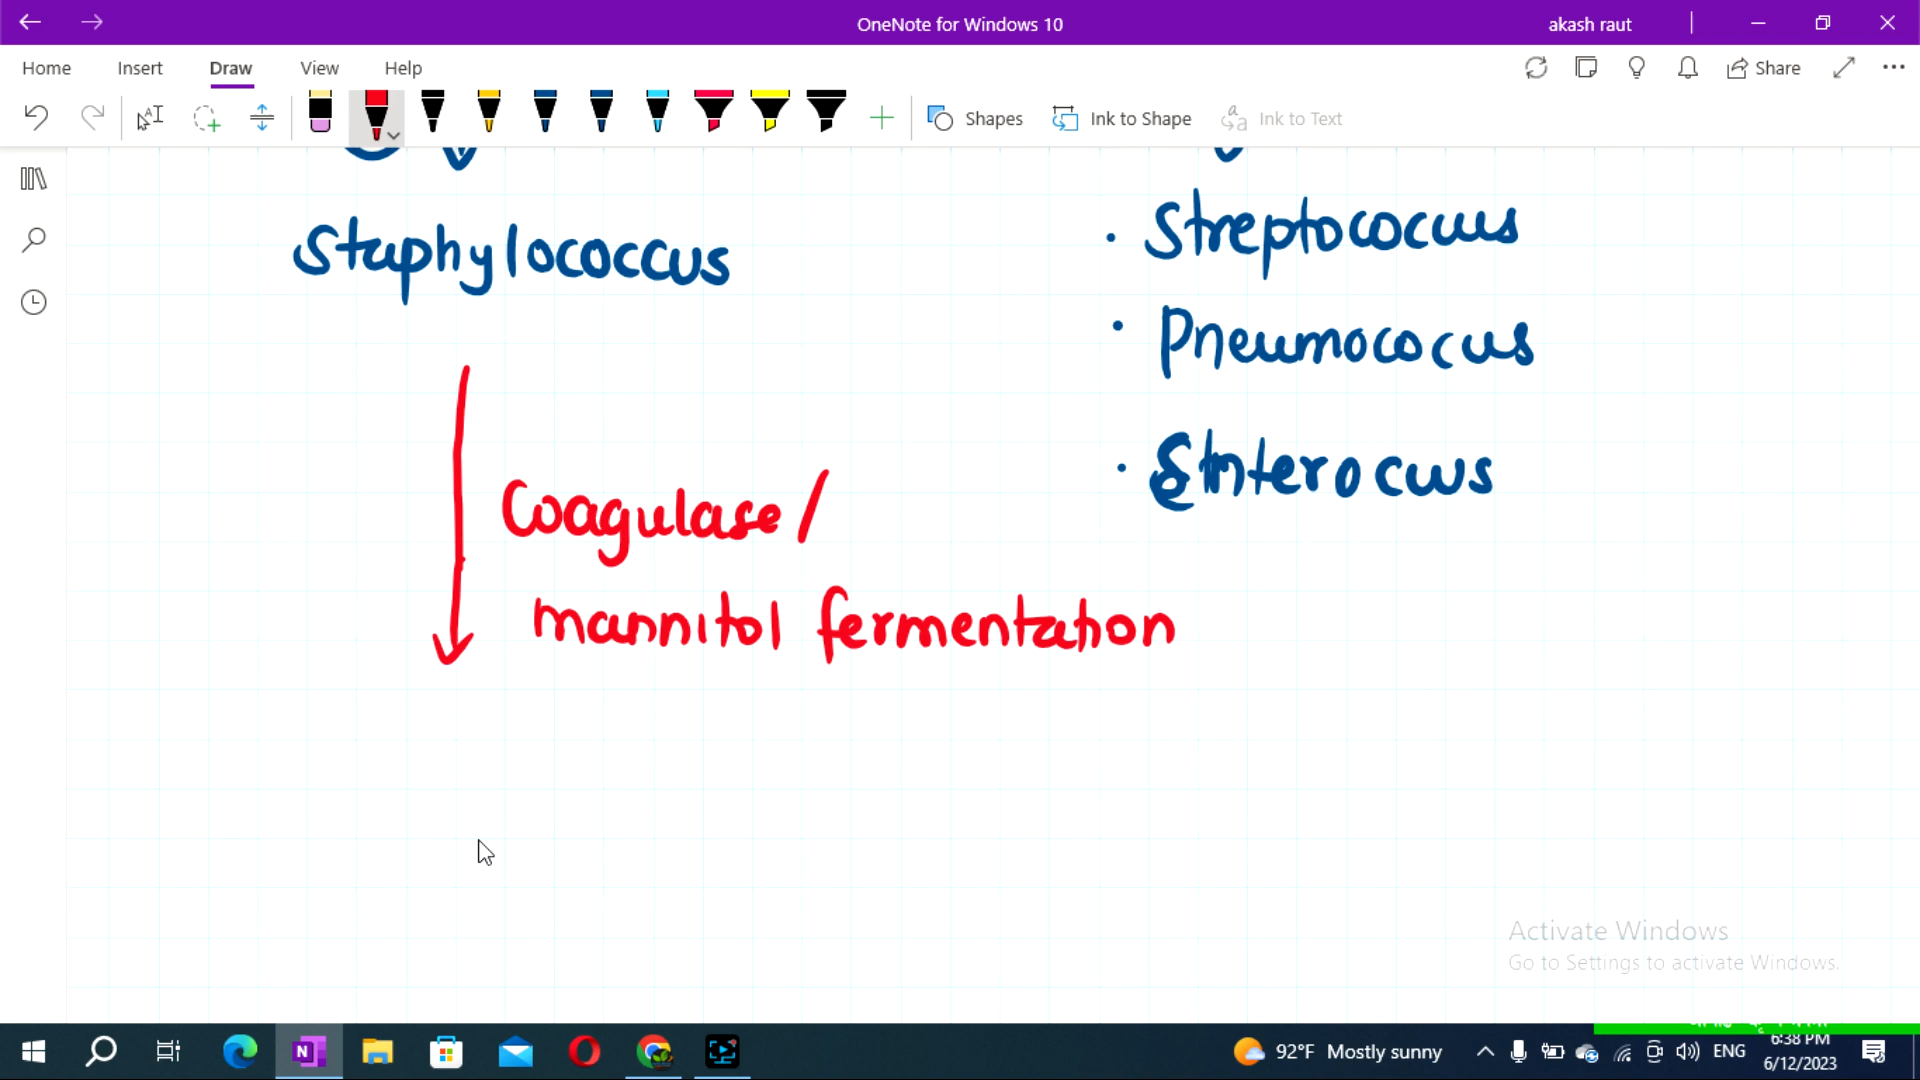 OneNote for Windows 10
akash raut
Home Insert Draw View Help
Share
Shapes Ink to Shape Ink to Text
Staphylococcus
· Streptococcus
· Pneumococus
Coagulase /
mannitol fermentation
Activate Windows
Go to Settings to activate Windows.
92°F Mostly sunny
ENG
6:38 PM
6/12/2023